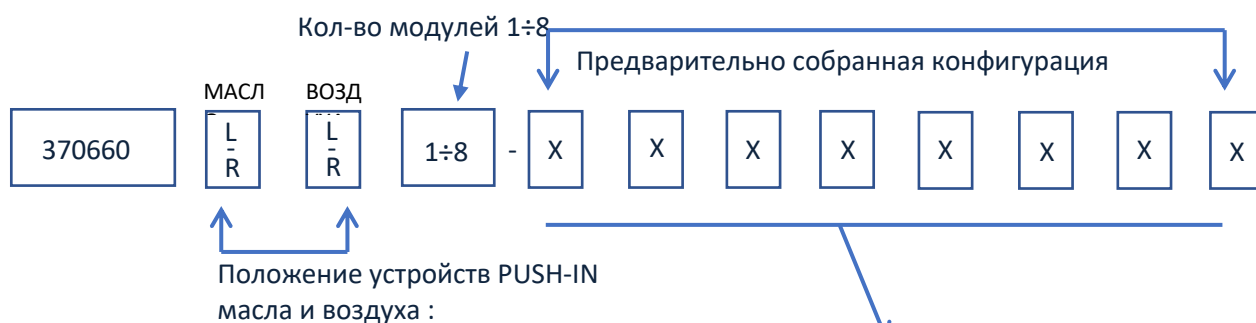 Кол-во модулей 1÷8
Предварительно собранная конфигурация
МАСЛ ВОЗД
370660 L-R L-R 1÷8 - X X X X X X X X
Положение устройств PUSH-IN
масла и воздуха :